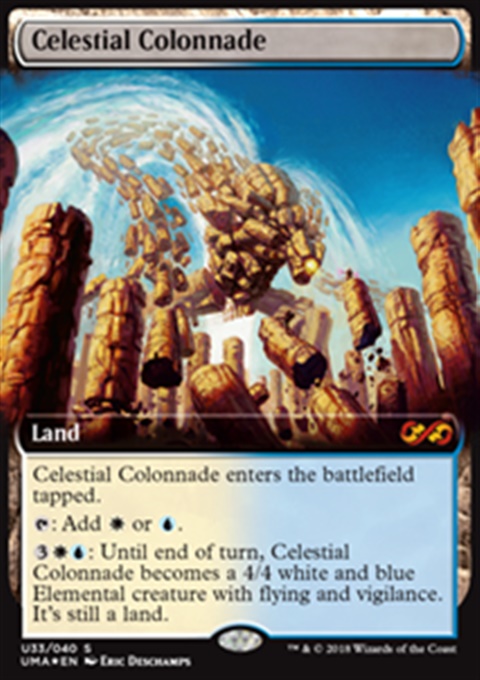 Celestial Colonnade
Land
Celestial Colonnade enters the battlefield
tapped.
: Add or .
3 : Until end of turn, Celestial
Colonnade becomes a 4/4 white and blue
Elemental creature with flying and vigilance.
It's still a land.
U33/040 S
UMA★EN Eric Deschamps
™ & © 2018 Wizards of the Coast